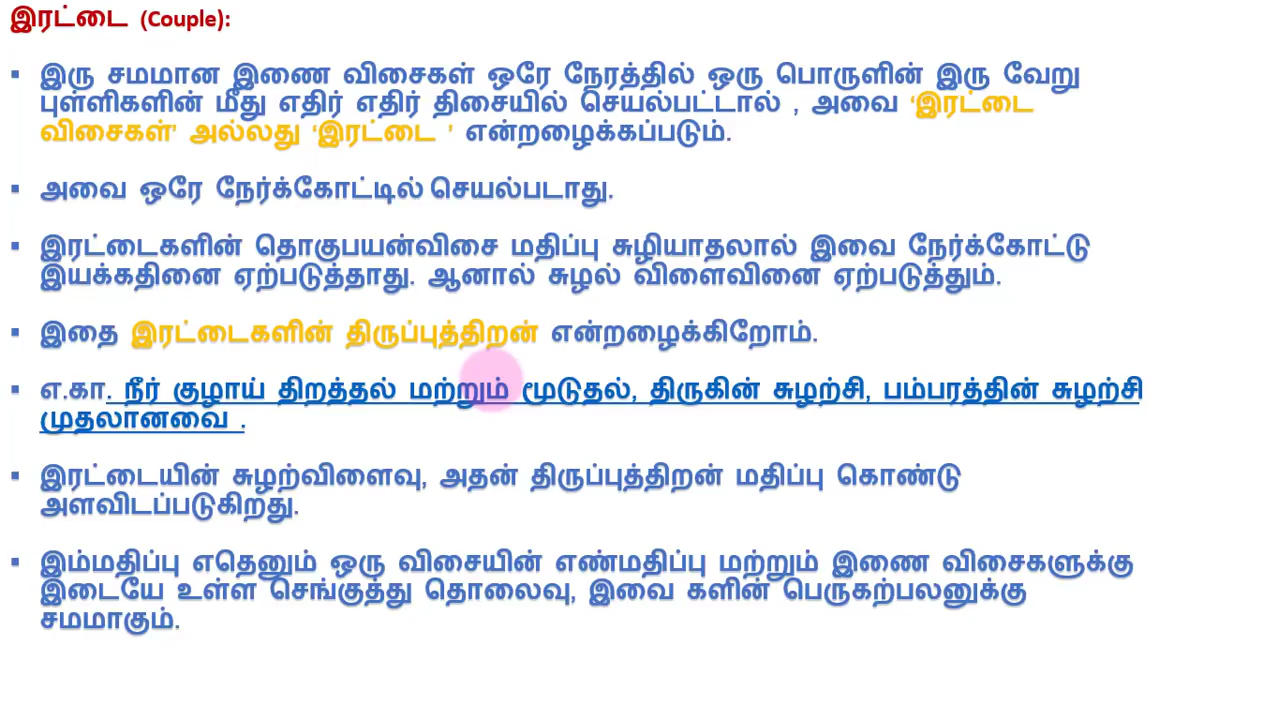 இரட்டை (Couple):
▪ இரு சமமான இணை விசைகள் ஒரே நேரத்தில் ஒரு பொருளின் இரு வேறு
புள்ளிகளின் மீது எதிர் எதிர் திசையில் செயல்பட்டால் , அவை ‘இரட்டை
விசைகள்’ அல்லது ‘இரட்டை ’ என்றழைக்கப்படும்.
▪ அவை ஒரே நேர்க்கோட்டில் செயல்படாது.
▪ இரட்டைகளின் தொகுபயன்விசை மதிப்பு சுழியாதலால் இவை நேர்க்கோட்டு
இயக்கதினை ஏற்படுத்தாது. ஆனால் சுழல் விளைவினை ஏற்படுத்தும்.
▪ இதை இரட்டைகளின் திருப்புத்திறன் என்றழைக்கிறோம்.
▪ எ.கா. நீர் குழாய் திறத்தல் மற்றும் மூடுதல், திருகின் சுழற்சி, பம்பரத்தின் சுழற்சி
முதலானவை .
▪ இரட்டையின் சுழற்விளைவு, அதன் திருப்புத்திறன் மதிப்பு கொண்டு
அளவிடப்படுகிறது.
▪ இம்மதிப்பு எதெனும் ஒரு விசையின் எண்மதிப்பு மற்றும் இணை விசைகளுக்கு
இடையே உள்ள செங்குத்து தொலைவு, இவை களின் பெருகற்பலனுக்கு
சமமாகும்.